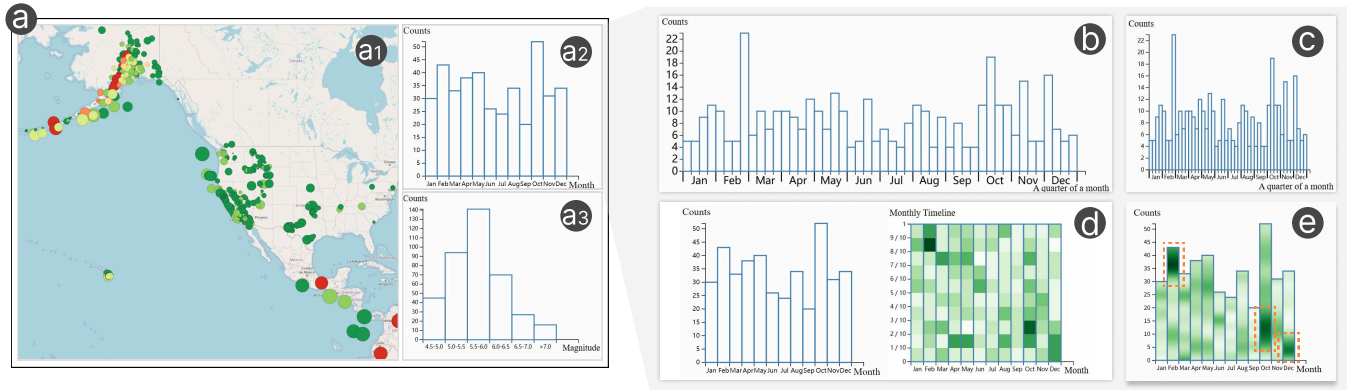 a
a1
Counts
a2
50
45
40
35
30
25
20
15
10
5
0
Jan Feb Mar Apr May Jun Jul Aug Sep Oct Nov Dec
Month
Counts
a3
140
130
120
110
100
90
80
70
60
50
40
30
20
10
0
4.5-5.0 5.0-5.5 5.5-6.0 6.0-6.5 6.5-7.0 >7.0
Magnitude
Counts
b
22
20
18
16
14
12
10
8
6
4
2
0
Jan Feb Mar Apr May Jun Jul Aug Sep Oct Nov Dec
A quarter of a month
Counts
c
22
20
18
16
14
12
10
8
6
4
2
0
Jan Feb Mar Apr May Jun Jul Aug Sep Oct Nov Dec
A quarter of a month
Counts
50
45
40
35
30
25
20
15
10
5
0
Jan Feb Mar Apr May Jun Jul Aug Sep Oct Nov Dec
Month
Monthly Timeline
d
1
9 / 10
8 / 10
7 / 10
6 / 10
5 / 10
4 / 10
3 / 10
2 / 10
1 / 10
0
Jan Feb Mar Apr May Jun Jul Aug Sep Oct Nov Dec
Month
Counts
e
50
45
40
35
30
25
20
15
10
5
0
Jan Feb Mar Apr May Jun Jul Aug Sep Oct Nov Dec
Month